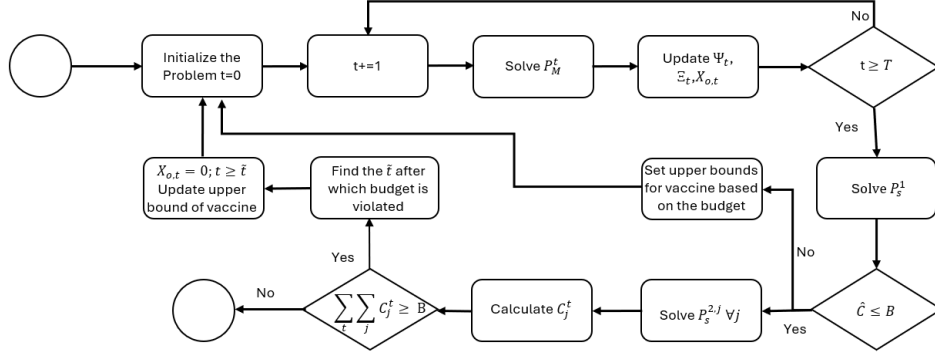 No
Initialize the
Problem t=0
t+=1
Solve $P_M^t$
Update $\Psi_t$,
$\Xi_t$,$X_{o,t}$
t ≥ $T$
Yes
$X_{o,t} = 0; t \geq \tilde{t}$
Update upper
bound of vaccine
Find the $\tilde{t}$ after
which budget is
violated
Set upper bounds
for vaccine based
on the budget
Solve $P_s^1$
Yes
No
No
$\sum_t \sum_j C_j^t \geq$ B
Calculate $C_j^t$
Solve $P_s^{2,j}$ $\forall j$
Yes
$\hat{C} \leq B$